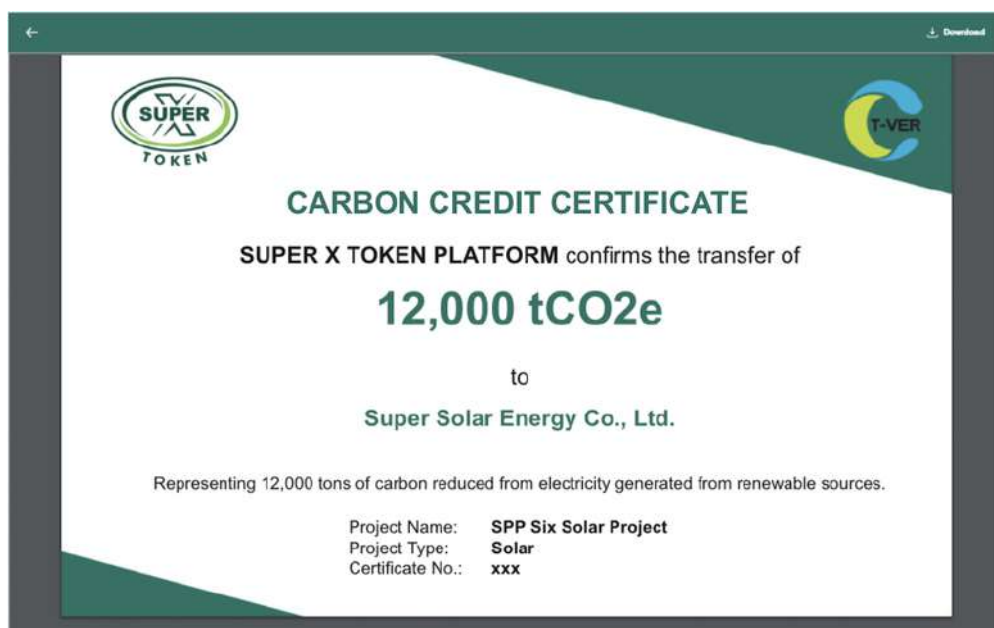 Download
SUPER
X
TOKEN
T-VER
CARBON CREDIT CERTIFICATE
SUPER X TOKEN PLATFORM confirms the transfer of
12,000 tCO2e
to
Super Solar Energy Co., Ltd.
Representing 12,000 tons of carbon reduced from electricity generated from renewable sources.
Project Name: SPP Six Solar Project
Project Type: Solar
Certificate No.: xxx